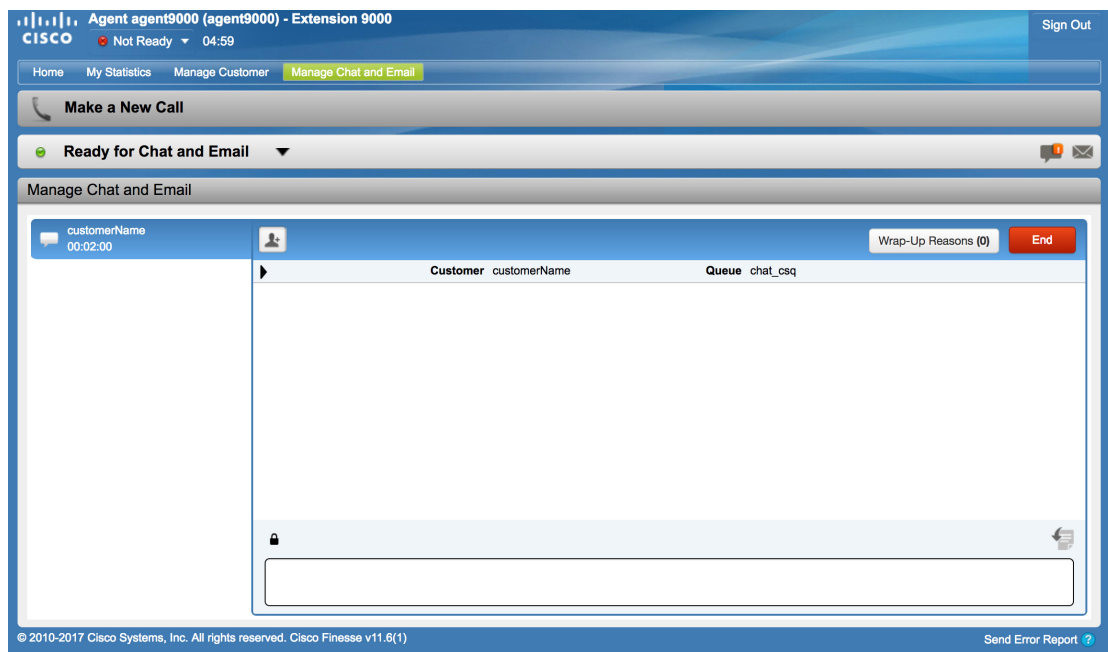 Agent agent9000 (agent9000) - Extension 9000
Sign Out
CISCO
Not Ready 04:59
Home My Statistics Manage Customer Manage Chat and Email
Make a New Call
Ready for Chat and Email
Manage Chat and Email
customerName
00:02:00
Wrap-Up Reasons (0) End
Customer customerName Queue chat_csq
© 2010-2017 Cisco Systems, Inc. All rights reserved. Cisco Finesse v11.6(1)
Send Error Report ?